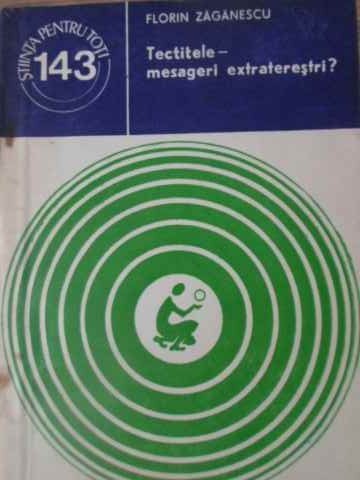 ȘTIINȚA PENTRU TOȚI
143
FLORIN ZĂGĂNESCU
Tectitele –
mesageri extratereștri?